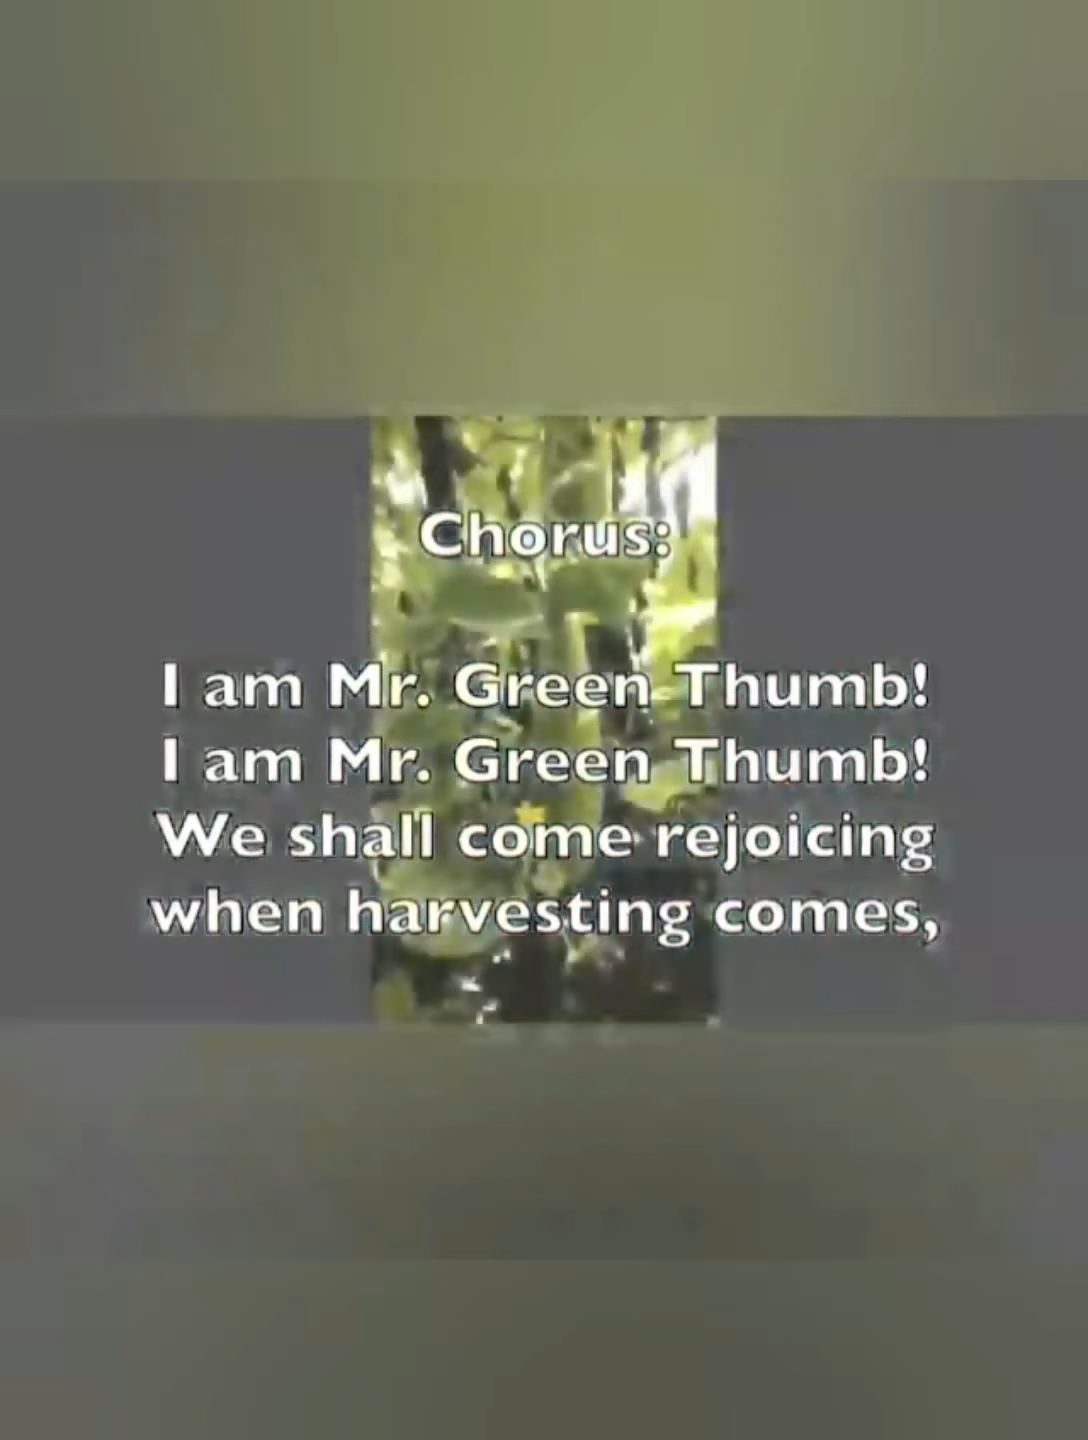 Chorus:
I am Mr. Green Thumb!
I am Mr. Green Thumb!
We shall come rejoicing
when harvesting comes,